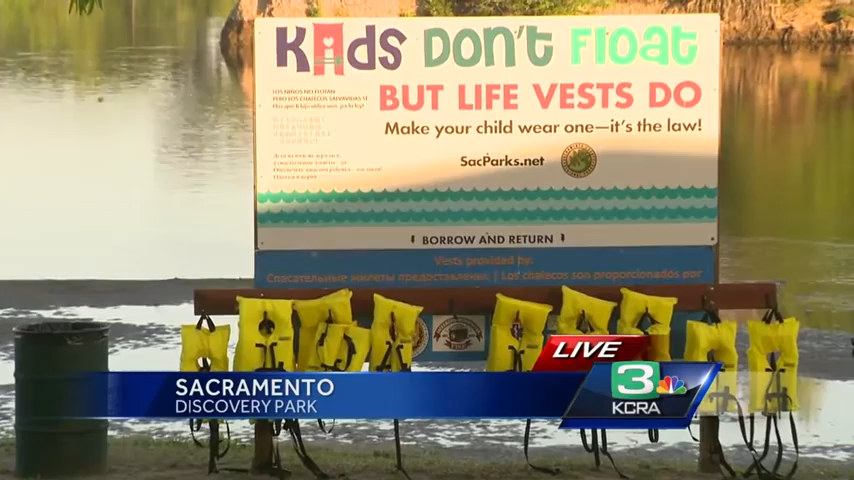 KiDS DON'T FLOAT
LOS NIÑOS NO FLOTAN
PERO LOS CHALECOS SALVAVIDAS SÍ
BUT LIFE VESTS DO
Make your child wear one—it's the law!
SacParks.net
BORROW AND RETURN
Vests provided by:
Спасательные жилеты предоставлены: | Los chalecos son proporcionados por
LIVE
SACRAMENTO
DISCOVERY PARK
3
KCRA